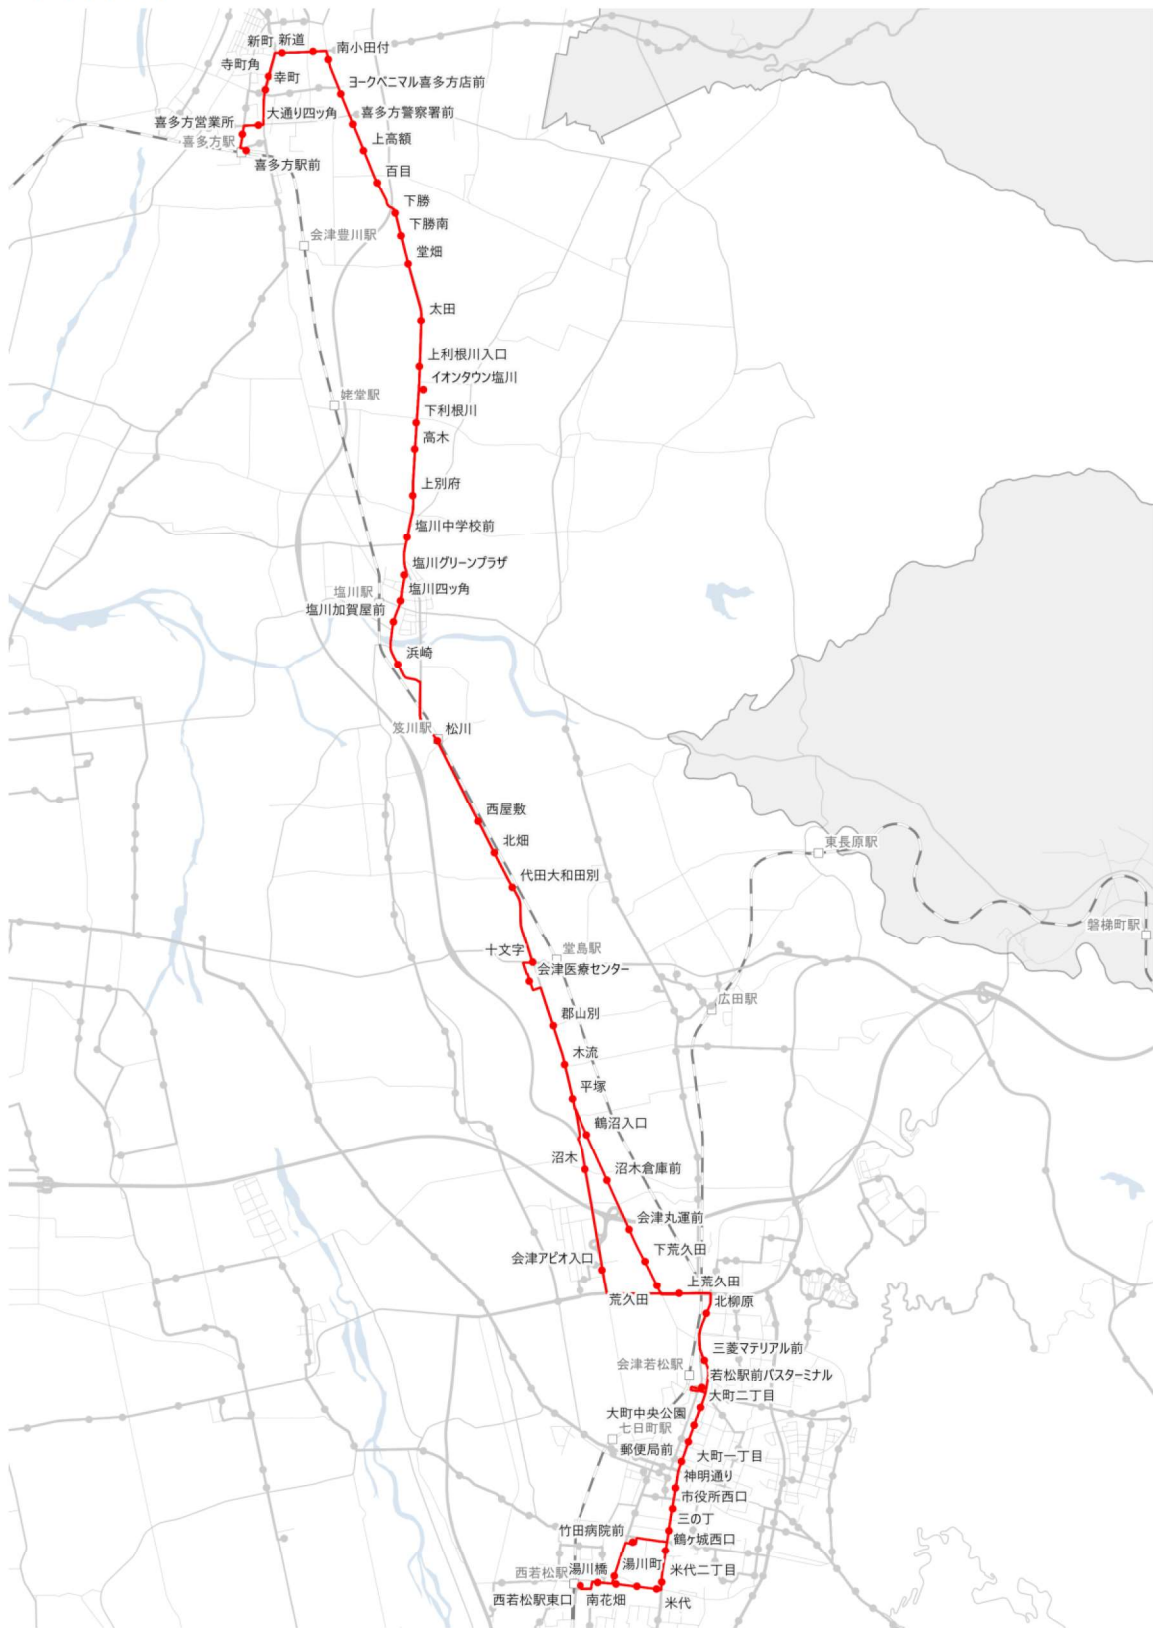 新町
新道
南小田付
寺町角
幸町
ヨークベニマル喜多方店前
大通り四ッ角
喜多方警察署前
喜多方営業所
喜多方駅
上高額
喜多方駅前
百目
下勝
下勝南
会津豊川駅
堂畑
太田
上利根川入口
イオンタウン塩川
姥堂駅
下利根川
高木
上別府
塩川中学校前
塩川グリーンプラザ
塩川駅
塩川四ッ角
塩川加賀屋前
浜崎
笈川駅
松川
西屋敷
東長原駅
北畑
代田大和田別
磐梯町駅
十文字
堂島駅
会津医療センター
広田駅
郡山別
木流
平塚
鶴沼入口
沼木
沼木倉庫前
会津丸運前
下荒久田
会津アピオ入口
上荒久田
荒久田
北柳原
三菱マテリアル前
会津若松駅
若松駅前バスターミナル
大町二丁目
大町中央公園
七日町駅
郵便局前
大町一丁目
神明通り
市役所西口
三の丁
竹田病院前
鶴ヶ城西口
湯川町
西若松駅
湯川橋
米代二丁目
西若松駅東口
南花畑
米代